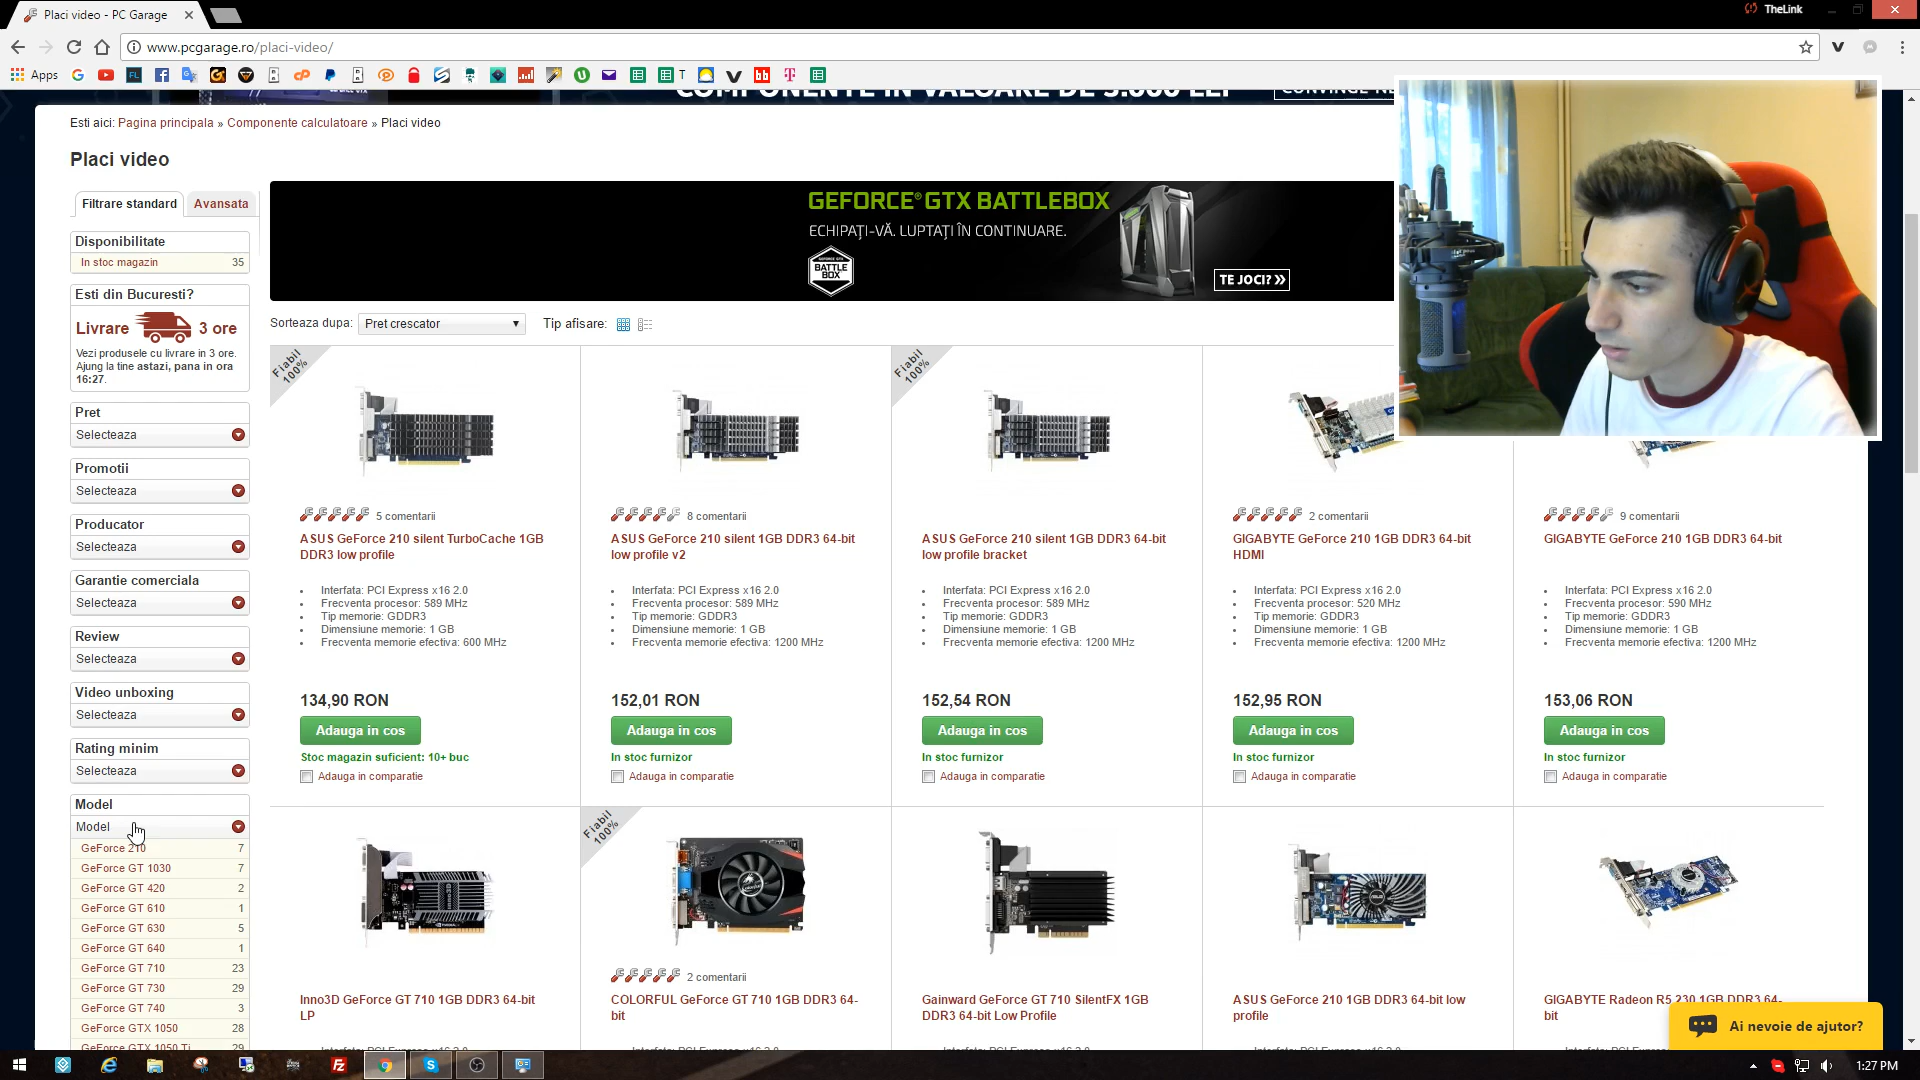 Placi video - PC Garage
TheLink
www.pcgarage.ro/placi-video/
Apps
T
Esti aici: Pagina principala » Componente calculatoare » Placi video
Placi video
Filtrare standard
Avansata
Disponibilitate
In stoc magazin 35
Esti din Bucuresti?
Livrare 3 ore
Vezi produsele cu livrare in 3 ore.
Ajung la tine astazi, pana in ora
16:27.
Pret
Selecteaza
Promotii
Selecteaza
Producator
Selecteaza
Garantie comerciala
Selecteaza
Review
Selecteaza
Video unboxing
Selecteaza
Rating minim
Selecteaza
Model
Model
GeForce 210 7
GeForce GT 1030 7
GeForce GT 420 2
GeForce GT 610 1
GeForce GT 630 5
GeForce GT 640 1
GeForce GT 710 23
GeForce GT 730 29
GeForce GT 740 3
GeForce GTX 1050 28
GeForce GTX 1050 Ti 29
GEFORCE® GTX BATTLEBOX
ECHIPAȚI-VĂ. LUPTAȚI ÎN CONTINUARE.
GEFORCE GTX
BATTLE
BOX
TE JOCI? »
Sorteaza dupa: Pret crescator
Tip afisare:
Fiabil
100%
5 comentarii
ASUS GeForce 210 silent TurboCache 1GB
DDR3 low profile
Interfata: PCI Express x16 2.0
Frecventa procesor: 589 MHz
Tip memorie: GDDR3
Dimensiune memorie: 1 GB
Frecventa memorie efectiva: 600 MHz
134,90 RON
Adauga in cos
Stoc magazin suficient: 10+ buc
Adauga in comparatie
8 comentarii
ASUS GeForce 210 silent 1GB DDR3 64-bit
low profile v2
Interfata: PCI Express x16 2.0
Frecventa procesor: 589 MHz
Tip memorie: GDDR3
Dimensiune memorie: 1 GB
Frecventa memorie efectiva: 1200 MHz
152,01 RON
Adauga in cos
In stoc furnizor
Adauga in comparatie
Fiabil
100%
ASUS GeForce 210 silent 1GB DDR3 64-bit
low profile bracket
Interfata: PCI Express x16 2.0
Frecventa procesor: 589 MHz
Tip memorie: GDDR3
Dimensiune memorie: 1 GB
Frecventa memorie efectiva: 1200 MHz
152,54 RON
Adauga in cos
In stoc furnizor
Adauga in comparatie
2 comentarii
GIGABYTE GeForce 210 1GB DDR3 64-bit
HDMI
Interfata: PCI Express x16 2.0
Frecventa procesor: 520 MHz
Tip memorie: GDDR3
Dimensiune memorie: 1 GB
Frecventa memorie efectiva: 1200 MHz
152,95 RON
Adauga in cos
In stoc furnizor
Adauga in comparatie
9 comentarii
GIGABYTE GeForce 210 1GB DDR3 64-bit
Interfata: PCI Express x16 2.0
Frecventa procesor: 590 MHz
Tip memorie: GDDR3
Dimensiune memorie: 1 GB
Frecventa memorie efectiva: 1200 MHz
153,06 RON
Adauga in cos
In stoc furnizor
Adauga in comparatie
Inno3D GeForce GT 710 1GB DDR3 64-bit
LP
Fiabil
100%
2 comentarii
COLORFUL GeForce GT 710 1GB DDR3 64-
bit
Gainward GeForce GT 710 SilentFX 1GB
DDR3 64-bit Low Profile
ASUS GeForce 210 1GB DDR3 64-bit low
profile
GIGABYTE Radeon R5 230 1GB DDR3 64-
bit
Ai nevoie de ajutor?
1:27 PM